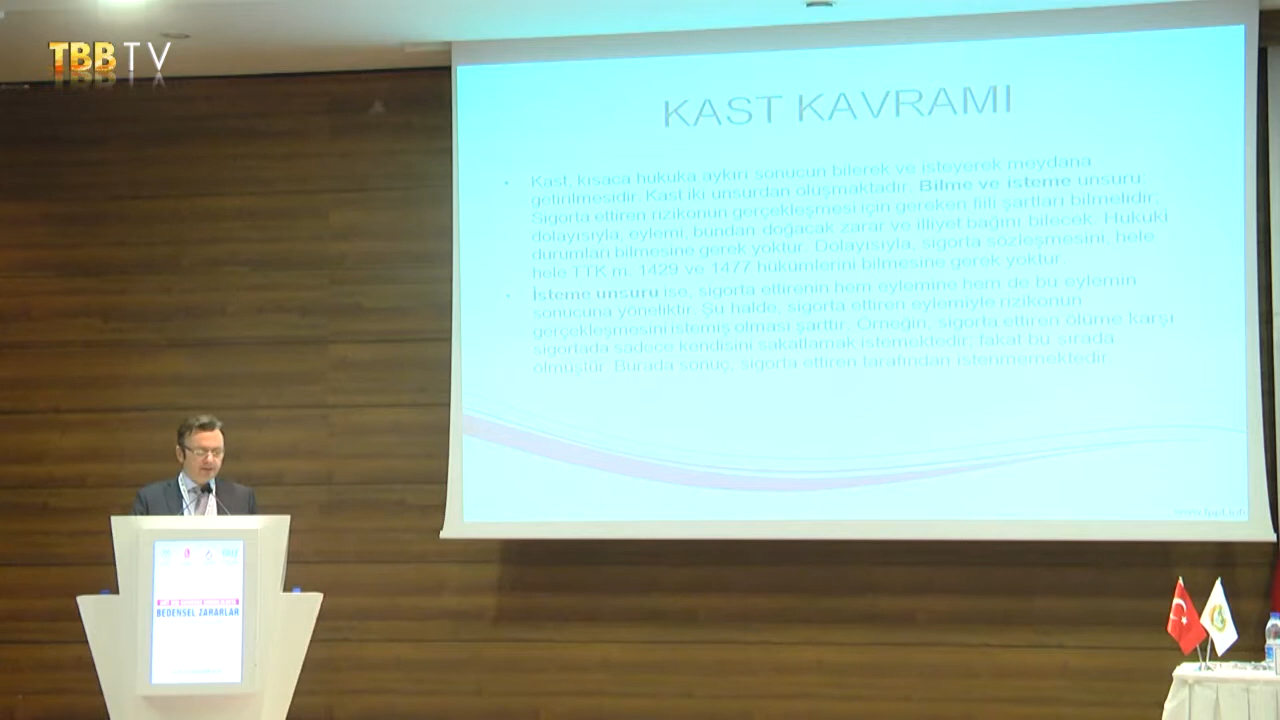 TBB TV
KAST KAVRAMI
Kast, kısaca hukuka aykırı sonucun bilerek ve isteyerek meydana
getirilmesidir. Kast iki unsurdan oluşmaktadır. Bilme ve isteme unsuru:
Sigorta ettiren rizikonun gerçekleşmesi için gereken fiili şartları bilmelidir;
dolayısıyla, eylemi, bundan doğacak zarar ve illiyet bağını bilecek. Hukuki
durumları bilmesine gerek yoktur. Dolayısıyla, sigorta sözleşmesini, hele
hele TTK m. 1429 ve 1477 hükümlerini bilmesine gerek yoktur.
İsteme unsuru ise, sigorta ettirenin hem eylemine hem de bu eylemin
sonucuna yöneliktir. Şu halde, sigorta ettiren eylemiyle rizikonun
gerçekleşmesini istemiş olması şarttır. Örneğin, sigorta ettiren ölüme karşı
sigortada sadece kendisini sakatlamak istemektedir; fakat bu sırada
ölmüştür. Burada sonuç, sigorta ettiren tarafından istenmemektedir.
BEDENSEL ZARARLAR